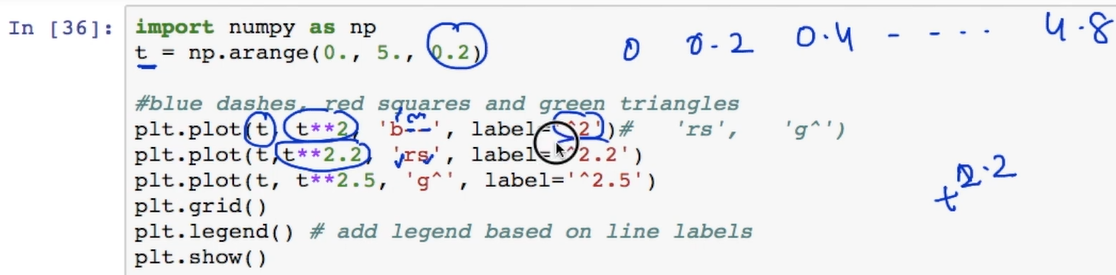 In [36]: import numpy as np
t = np.arange(0., 5., 0.2)
0 0.2 0.4 - - . . . 4.8
#blue dashes, red squares and green triangles
plt.plot(t, t**2, 'b--', label='^2')# 'rs', 'g^')
plt.plot(t,t**2.2, 'rs', label='^2.2')
plt.plot(t, t**2.5, 'g^', label='^2.5')
t 2.2
plt.grid()
plt.legend() # add legend based on line labels
plt.show()